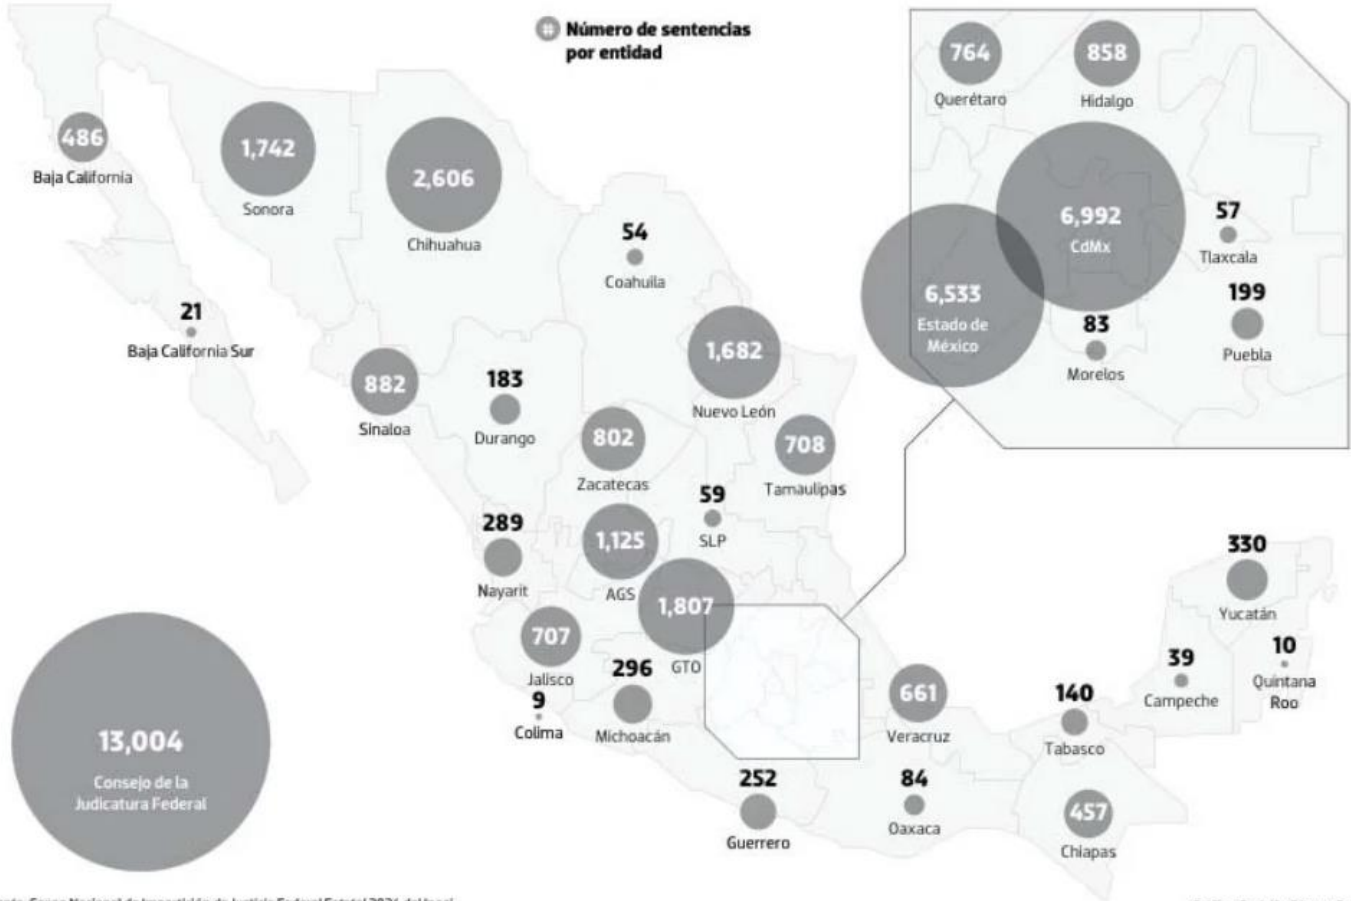 # Número de sentencias
por entidad
764
Querétaro
858
Hidalgo
486
Baja California
1,742
Sonora
2,606
Chihuahua
54
Coahuila
6,992
CdMx
57
Tlaxcala
6,533
Estado de
México
199
Puebla
83
Morelos
21
Baja California Sur
1,682
Nuevo León
882
Sinaloa
183
Durango
802
Zacatecas
708
Tamaulipas
59
SLP
289
Nayarit
1,125
AGS
1,807
GTO
707
Jalisco
296
Michoacán
9
Colima
330
Yucatán
10
Quintana
Roo
39
Campeche
661
Veracruz
140
Tabasco
252
Guerrero
84
Oaxaca
457
Chiapas
13,004
Consejo de la
Judicatura Federal